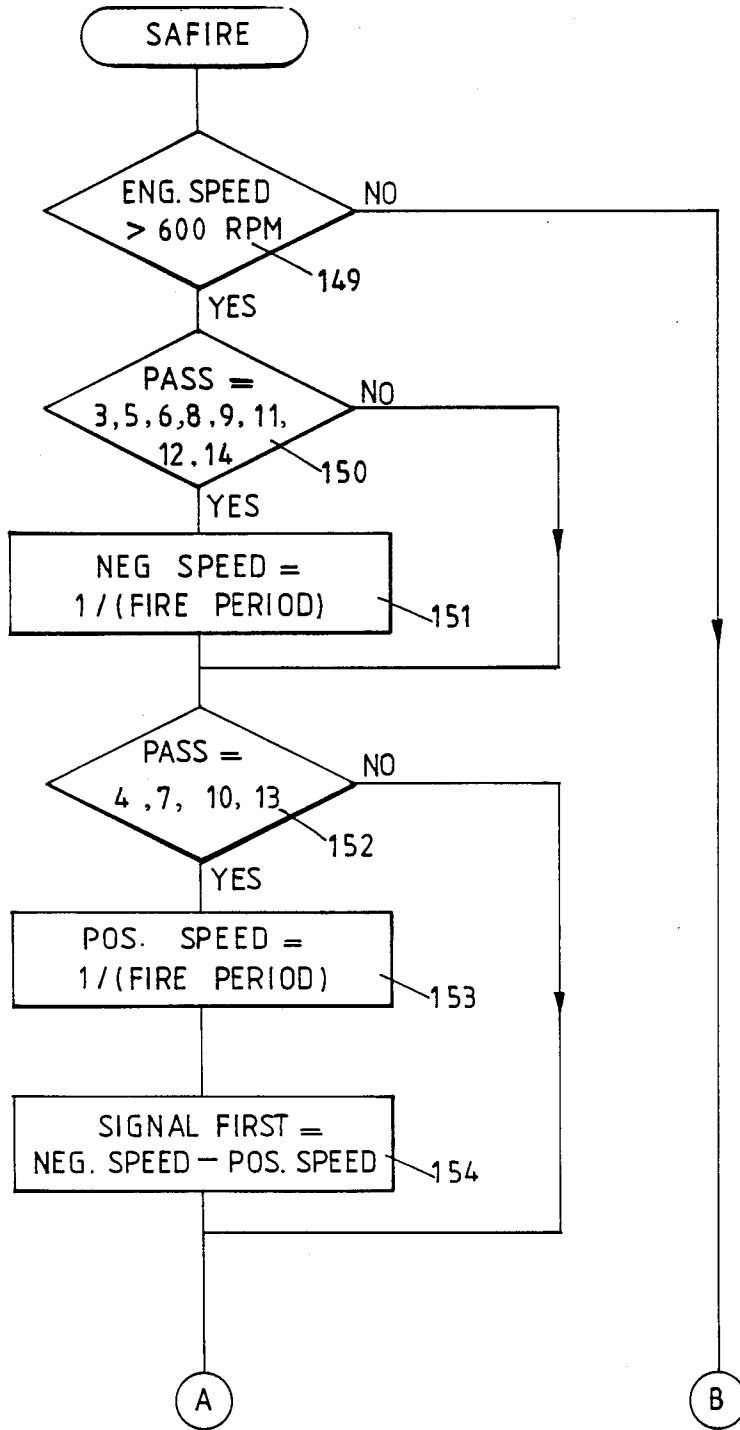 SAFIRE
ENG. SPEED
> 600 RPM
NO
149
YES
PASS =
3,5,6,8,9,11,
12,14
NO
150
YES
NEG SPEED =
1/(FIRE PERIOD)
151
PASS =
4,7, 10,13
NO
152
YES
POS. SPEED =
1/(FIRE PERIOD)
153
SIGNAL FIRST =
NEG. SPEED - POS. SPEED
154
A
B